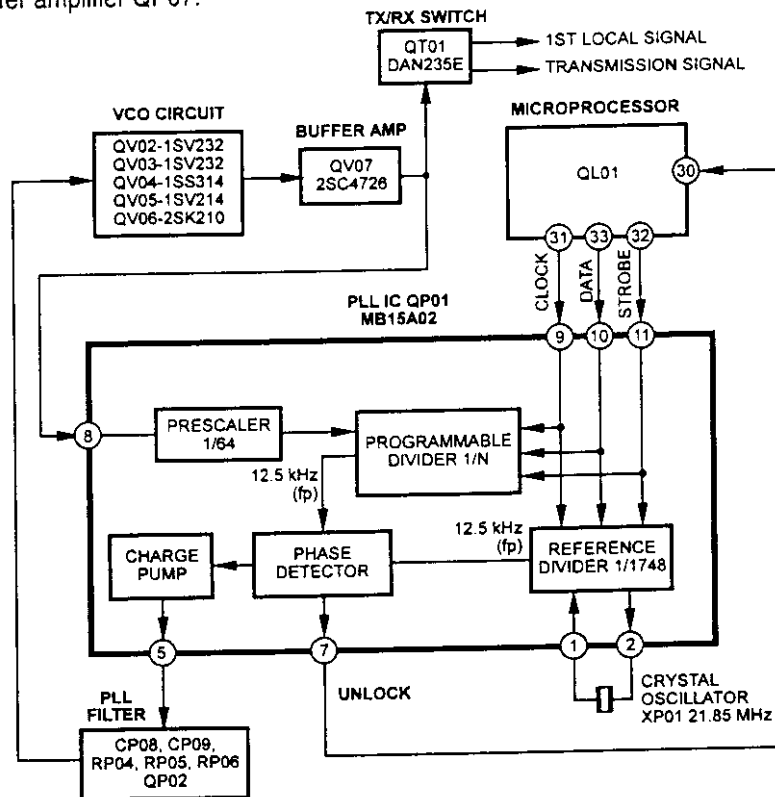 ter amplifier QP07.
TX/RX SWITCH
QT01
DAN235E
1ST LOCAL SIGNAL
TRANSMISSION SIGNAL
VCO CIRCUIT
QV02-1SV232
QV03-1SV232
QV04-1SS314
QV05-1SV214
QV06-2SK210
BUFFER AMP
QV07
2SC4726
MICROPROCESSOR
QL01
30
31
33
32
CLOCK
DATA
STROBE
PLL IC QP01
MB15A02
9
10
11
8
PRESCALER
1/64
PROGRAMMABLE
DIVIDER 1/N
12.5 kHz
(fp)
CHARGE
PUMP
PHASE
DETECTOR
12.5 kHz
(fp)
REFERENCE
DIVIDER 1/1748
5
7
1
2
UNLOCK
CRYSTAL
OSCILLATOR
XP01 21.85 MHz
PLL
FILTER
CP08, CP09,
RP04, RP05, RP06
QP02